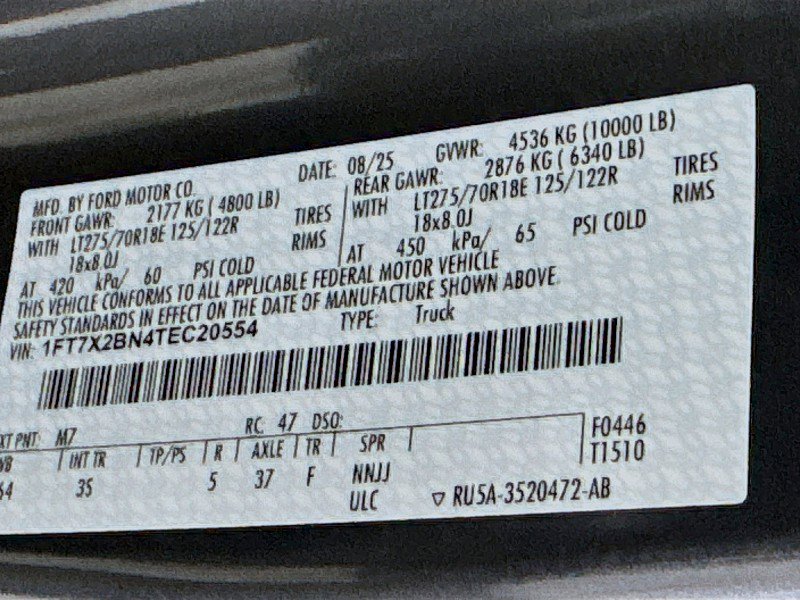 MFD. BY FORD MOTOR CO.
DATE: 08/25 GVWR: 4536 KG (10000 LB)
FRONT GAWR: 2177 KG ( 4800 LB)
REAR GAWR: 2876 KG ( 6340 LB)
WITH LT275/70R18E 125/122R TIRES
WITH LT275/70R18E 125/122R TIRES
18x8.0J RIMS
18x8.0J RIMS
AT 420 kPa/ 60 PSI COLD
AT 450 kPa/ 65 PSI COLD
THIS VEHICLE CONFORMS TO ALL APPLICABLE FEDERAL MOTOR VEHICLE
SAFETY STANDARDS IN EFFECT ON THE DATE OF MANUFACTURE SHOWN ABOVE.
VIN: 1FT7X2BN4TEC20554 TYPE: Truck
XT PNT: M7 RC: 47 DSO:
WB INT TR TP/PS R AXLE TR SPR
64 35 5 37 F NNJJ
ULC
F0446
T1510
RU5A-3520472-AB